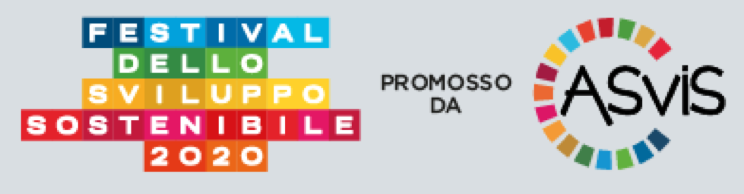 FESTIVAL
DELLO
SVILUPPO
SOSTENIBILE
2020
PROMOSSO
DA
ASviS